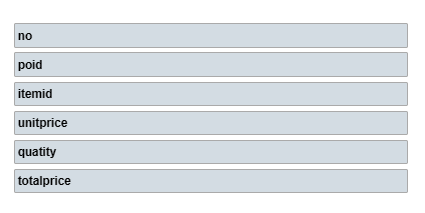 no
poid
itemid
unitprice
quatity
totalprice